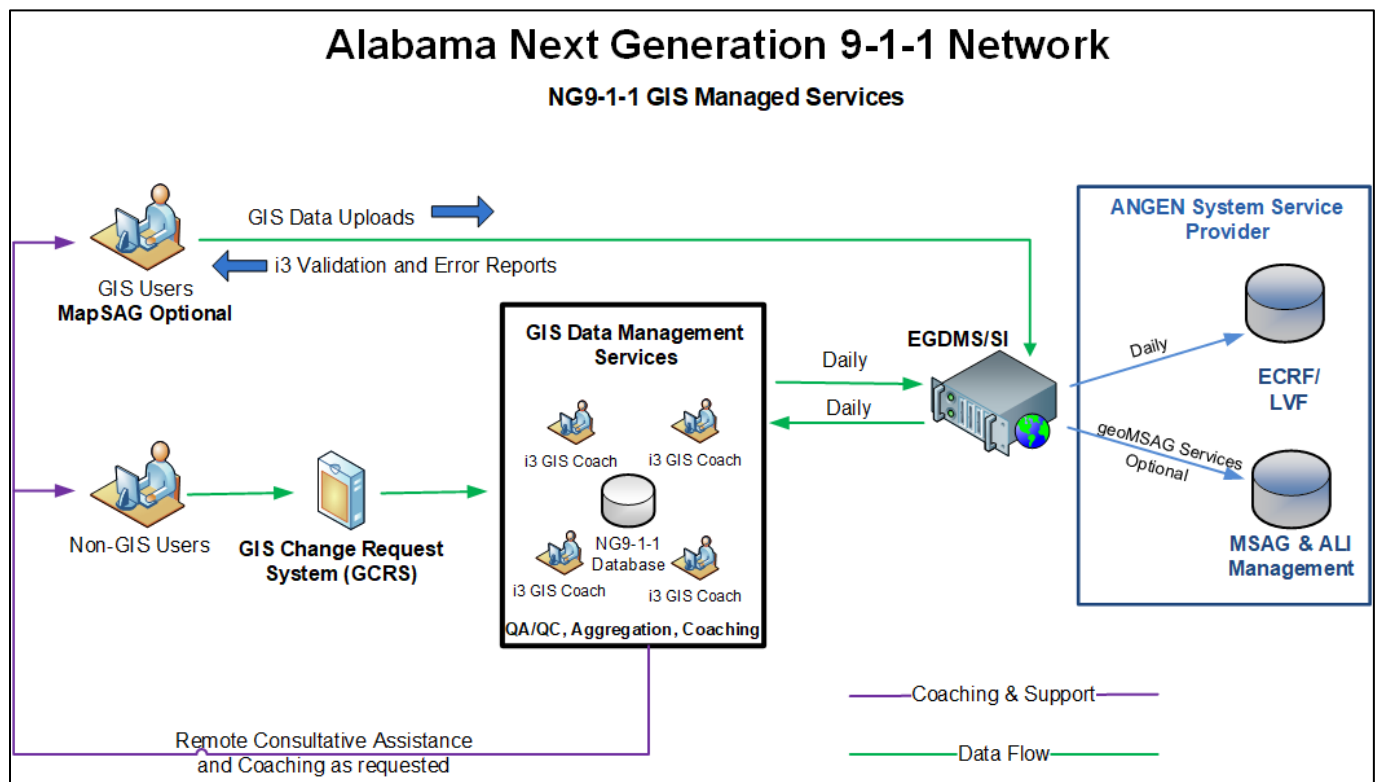 Alabama Next Generation 9-1-1 Network
NG9-1-1 GIS Managed Services
GIS Data Uploads
i3 Validation and Error Reports
GIS Users
MapSAG Optional
Non-GIS Users
GIS Change Request
System (GCRS)
GIS Data Management
Services
i3 GIS Coach
i3 GIS Coach
NG9-1-1
Database
i3 GIS Coach
i3 GIS Coach
QA/QC, Aggregation, Coaching
Daily
Daily
EGDMS/SI
ANGEN System Service
Provider
Daily
ECRF/
LVF
geoMSAG Services
Optional
MSAG & ALI
Management
Remote Consultative Assistance
and Coaching as requested
Coaching & Support
Data Flow